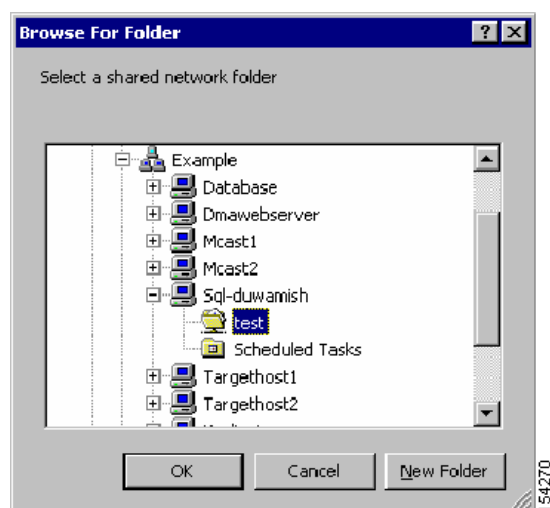 Browse For Folder
Select a shared network folder
Example
Database
Dmawebserver
Mcast1
Mcast2
Sql-duwamish
test
Scheduled Tasks
Targethost1
Targethost2
OK
Cancel
New Folder
54270